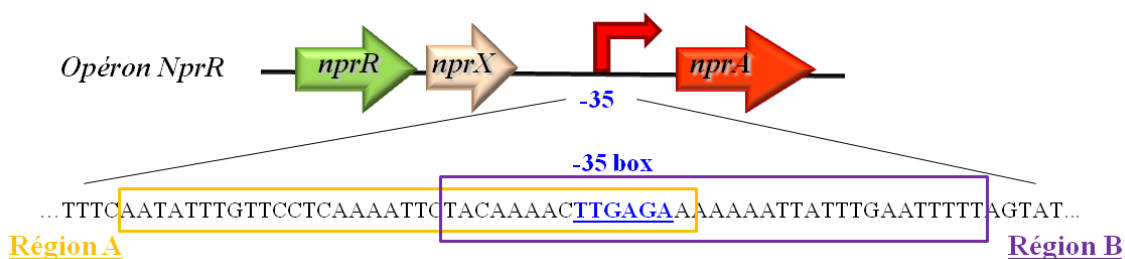 Opéron NprR nprR nprX nprA
-35
-35 box
...TTTCAATATTTGTTCCTCAAAATTCTACAAAACTTGAGAAAAAAATTATTTGAATTTTTAGTAT...
Région A Région B